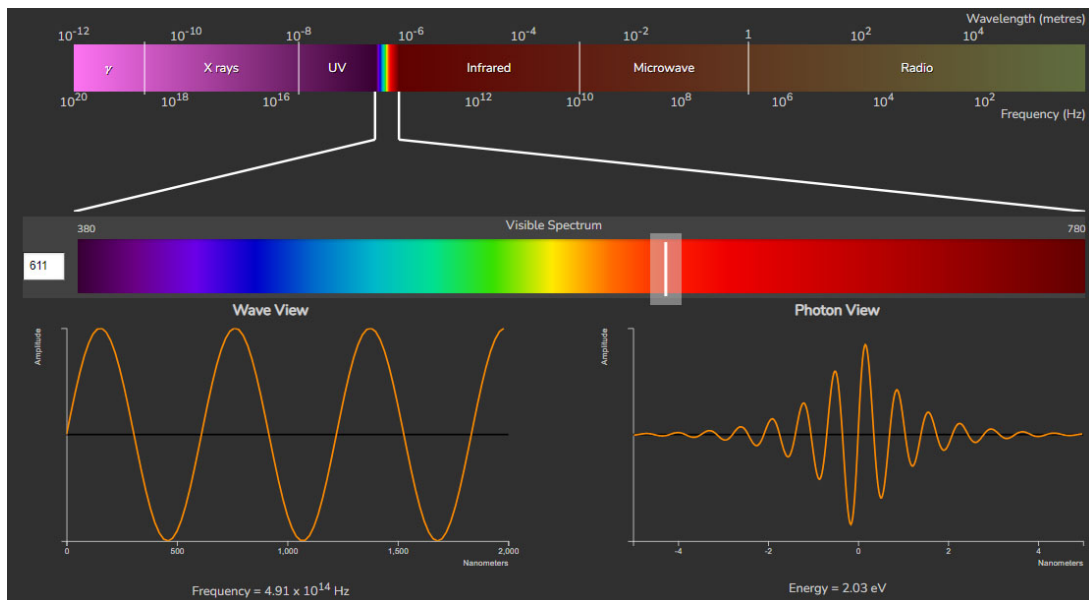 Wavelength (metres)
10⁻¹² 10⁻¹⁰ 10⁻⁸ 10⁻⁶ 10⁻⁴ 10⁻² 1 10² 10⁴
γ X rays UV Infrared Microwave Radio
10²⁰ 10¹⁸ 10¹⁶ 10¹² 10¹⁰ 10⁸ 10⁶ 10⁴ 10²
Frequency (Hz)
Visible Spectrum
380 780
611
Wave View
Amplitude
0 500 1,000 1,500 2,000
Nanometers
Frequency = 4.91 x 10¹⁴ Hz
Photon View
Amplitude
-4 -2 0 2 4
Nanometers
Energy = 2.03 eV